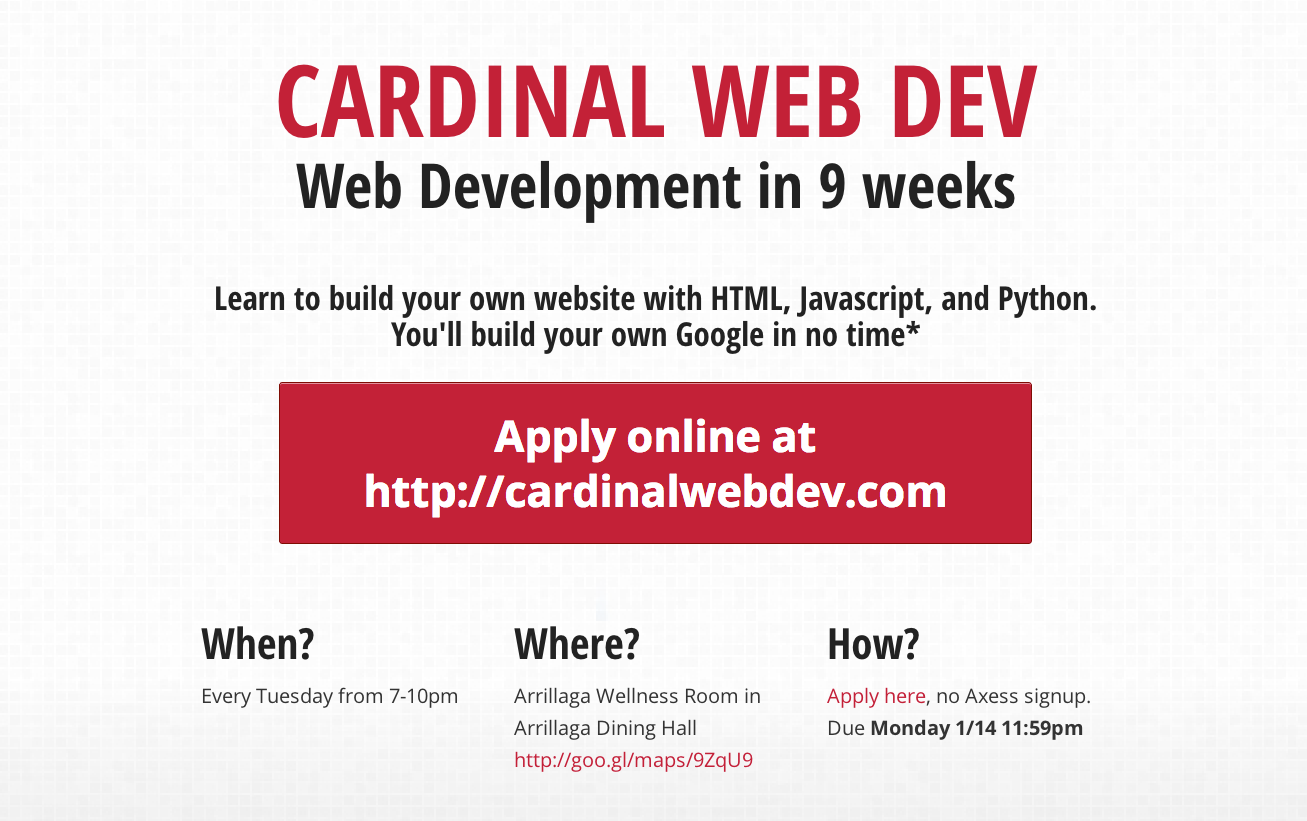 CARDINAL WEB DEV
Web Development in 9 weeks
Learn to build your own website with HTML, Javascript, and Python.
You'll build your own Google in no time*
Apply online at
http://cardinalwebdev.com
When?
Every Tuesday from 7-10pm
Where?
Arrillaga Wellness Room in
Arrillaga Dining Hall
http://goo.gl/maps/9ZqU9
How?
Apply here, no Axess signup.
Due Monday 1/14 11:59pm